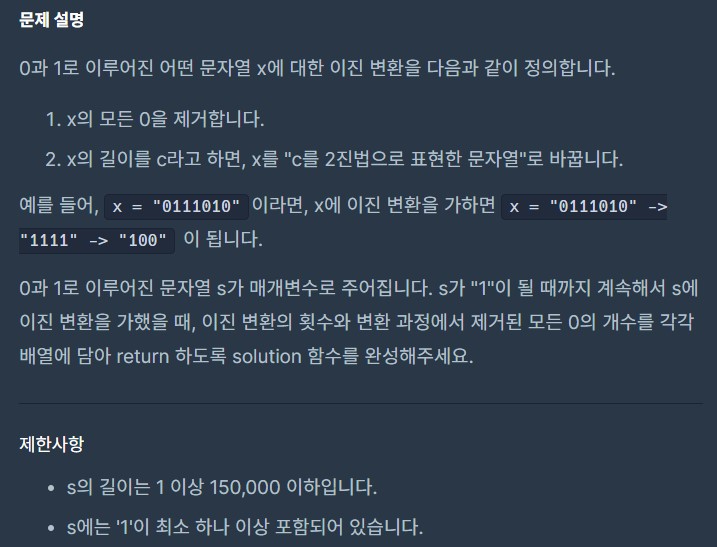 문제 설명
0과 1로 이루어진 어떤 문자열 x에 대한 이진 변환을 다음과 같이 정의합니다.
1. x의 모든 0을 제거합니다.
2. x의 길이를 c라고 하면, x를 "c를 2진법으로 표현한 문자열"로 바꿉니다.
예를 들어, x = "0111010" 이라면, x에 이진 변환을 가하면 x = "0111010" ->
"1111" -> "100" 이 됩니다.
0과 1로 이루어진 문자열 s가 매개변수로 주어집니다. s가 "1"이 될 때까지 계속해서 s에
이진 변환을 가했을 때, 이진 변환의 횟수와 변환 과정에서 제거된 모든 0의 개수를 각각
배열에 담아 return 하도록 solution 함수를 완성해주세요.
제한사항
• s의 길이는 1 이상 150,000 이하입니다.
• s에는 '1'이 최소 하나 이상 포함되어 있습니다.